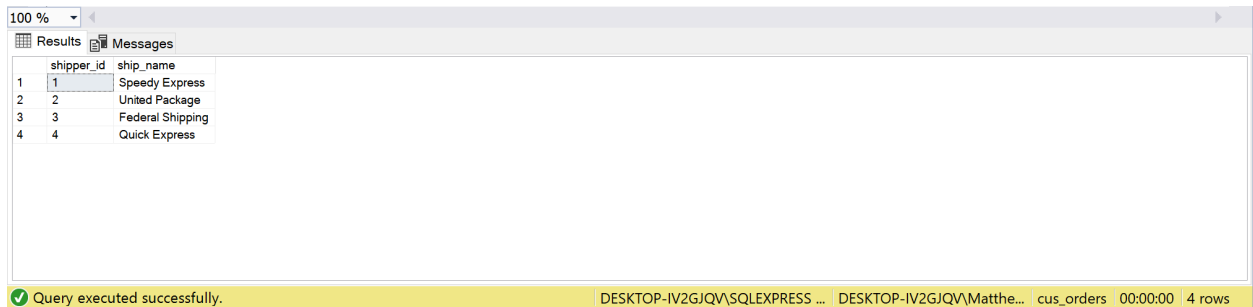 100 %
Results Messages
shipper_id ship_name
1 1 Speedy Express
2 2 United Package
3 3 Federal Shipping
4 4 Quick Express
Query executed successfully. DESKTOP-IV2GJQV\SQLEXPRESS ... DESKTOP-IV2GJQV\Matthe... cus_orders 00:00:00 4 rows